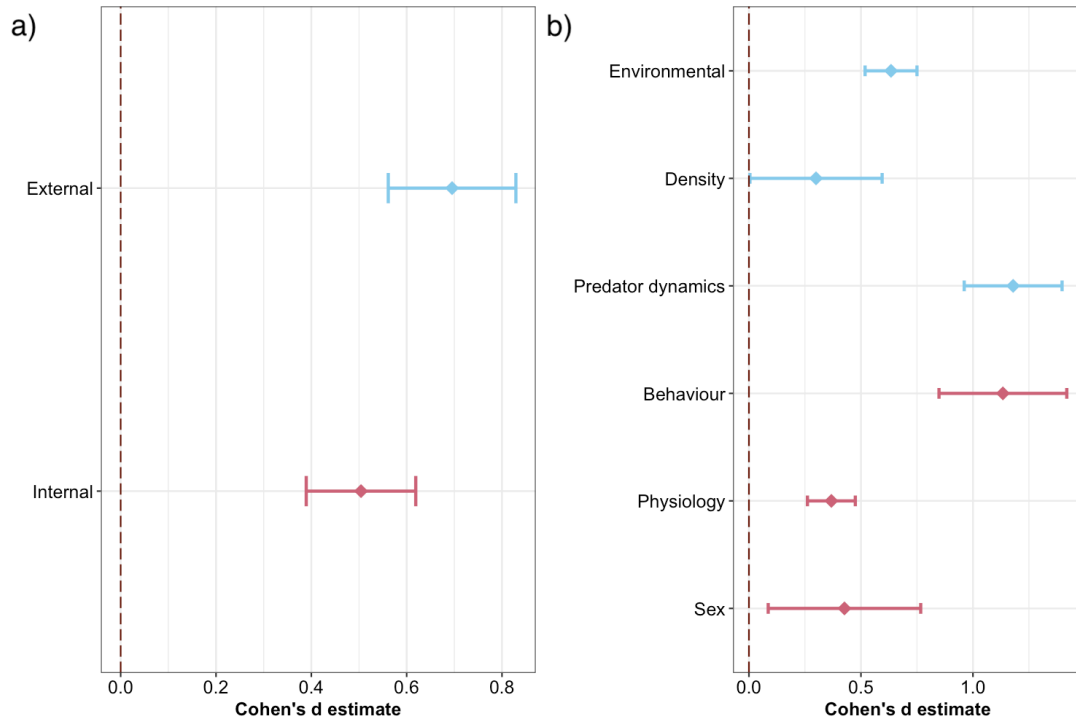 a)
External
Internal
0.0 0.2 0.4 0.6 0.8
Cohen's d estimate
b)
Environmental
Density
Predator dynamics
Behaviour
Physiology
Sex
0.0 0.5 1.0
Cohen's d estimate